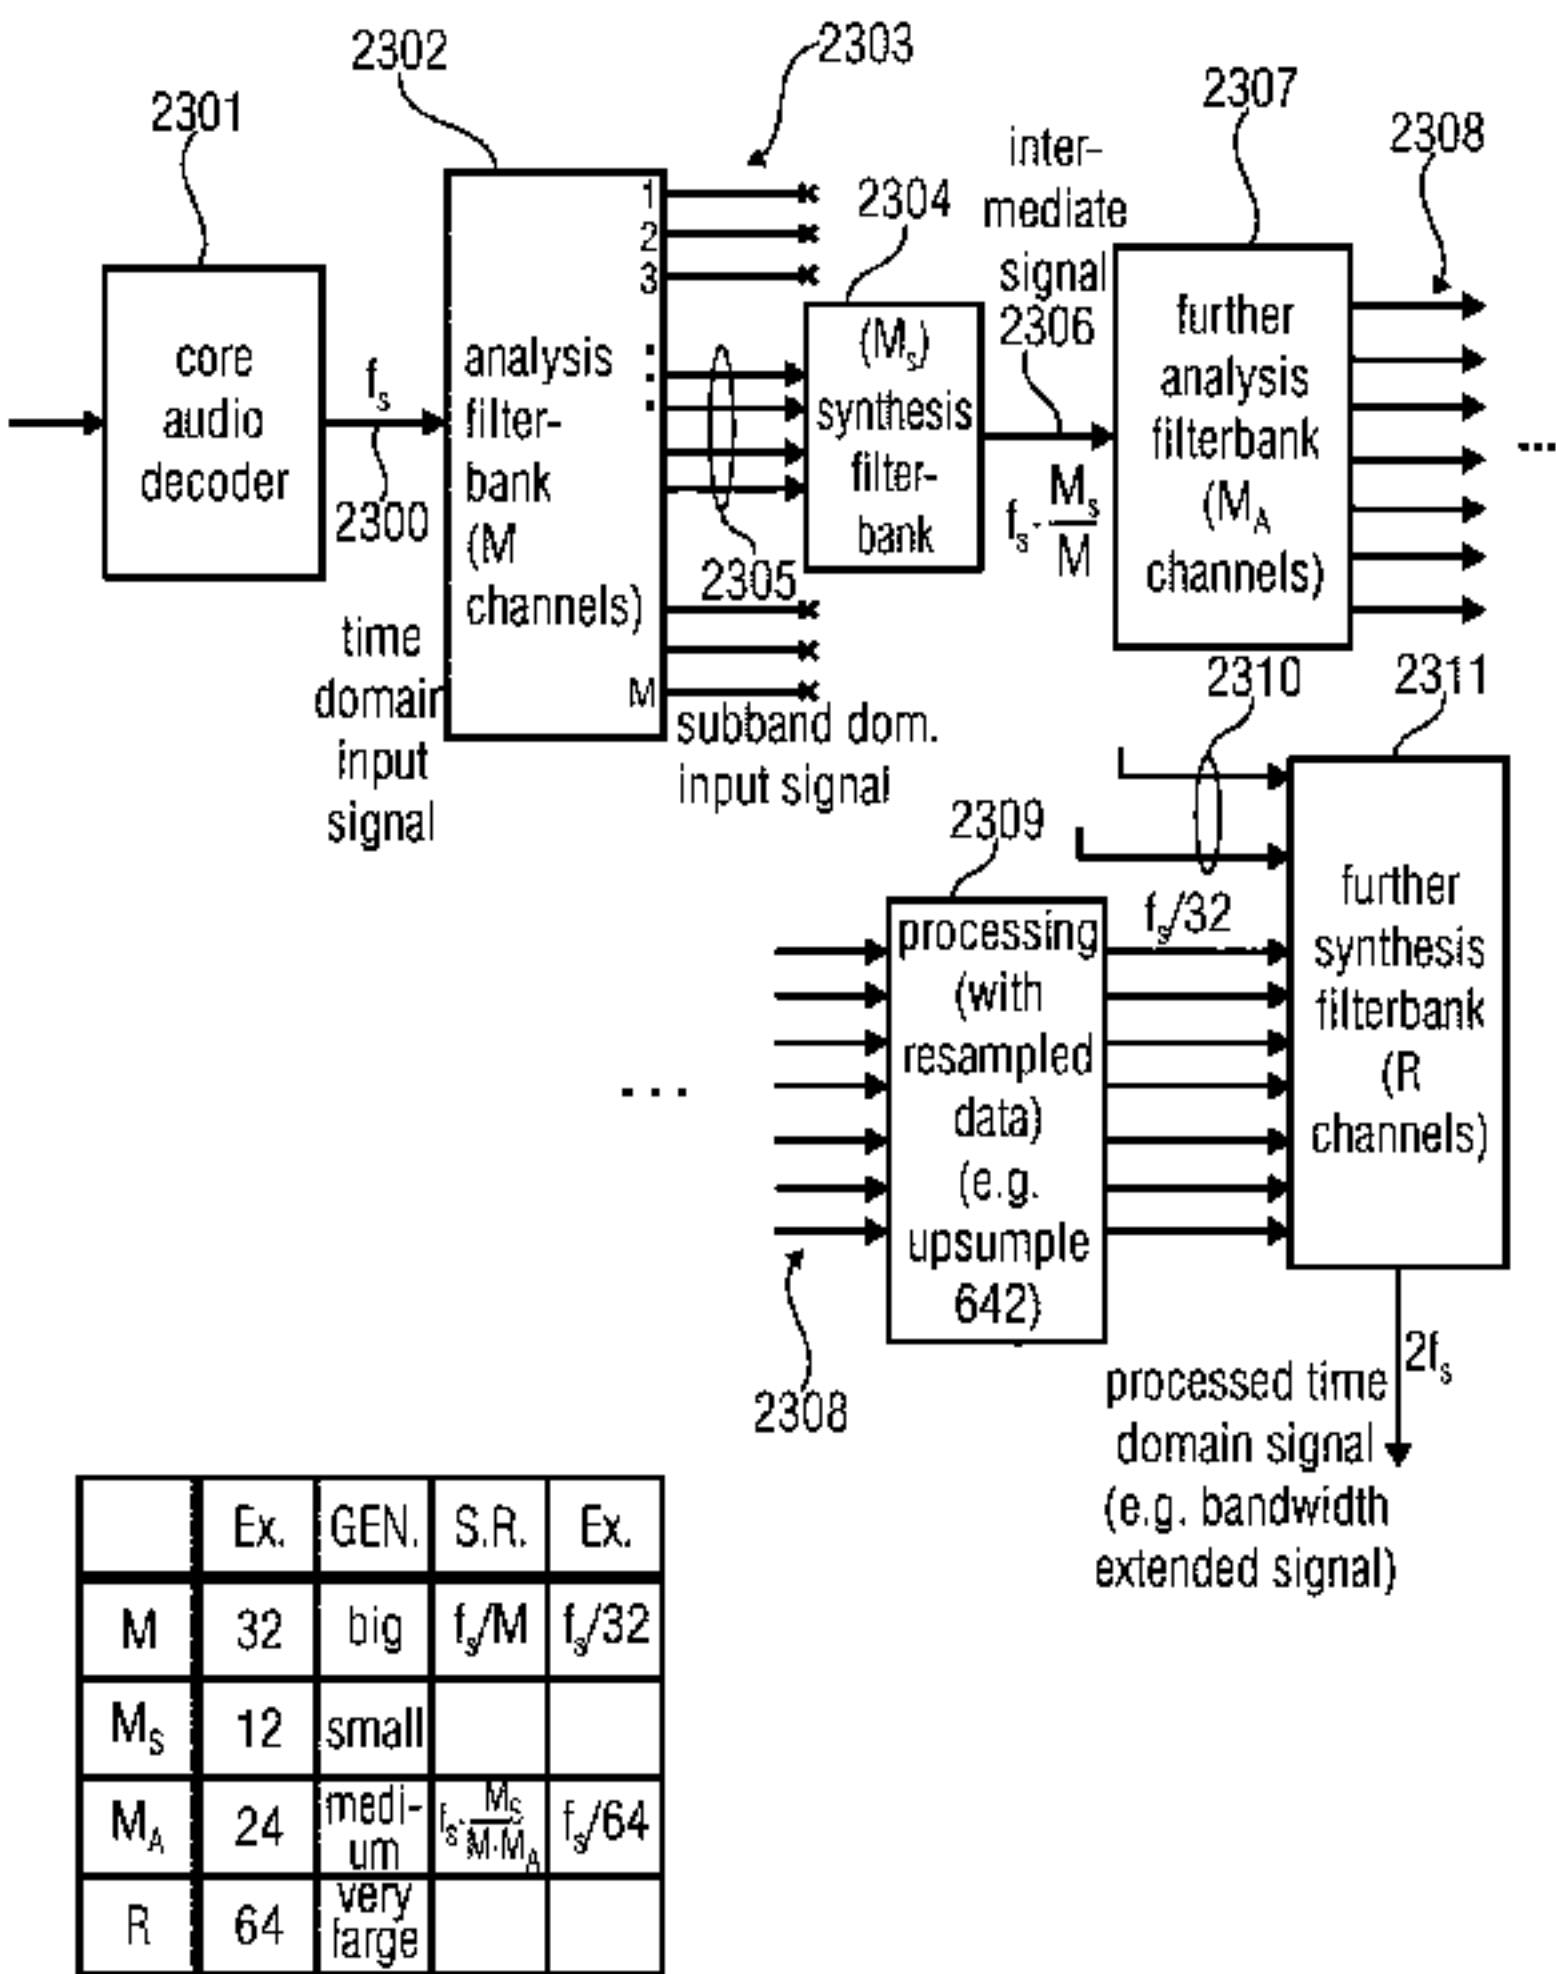 2301
core
audio
decoder
f_s
2300
time
domain
input
signal
2302
analysis
filter-
bank
(M
channels)
1
2
3
M
2303
subband dom.
input signal
2305
2304
(M_s)
synthesis
filter-
bank
inter-
mediate
signal
2306
f_s · M_s/M
2307
further
analysis
filterbank
(M_A
channels)
2308
...
2310
2311
further
synthesis
filterbank
(R
channels)
2309
processing
(with
resampled
data)
(e.g.
upsumple
642)
f_s/32
...
2308
2f_s
processed time
domain signal
(e.g. bandwidth
extended signal)
Ex. GEN. S.R. Ex.
M 32 big f_s/M f_s/32
M_S 12 small
M_A 24 medi-
um f_s · M_S/M·M_A f_s/64
R 64 very
large